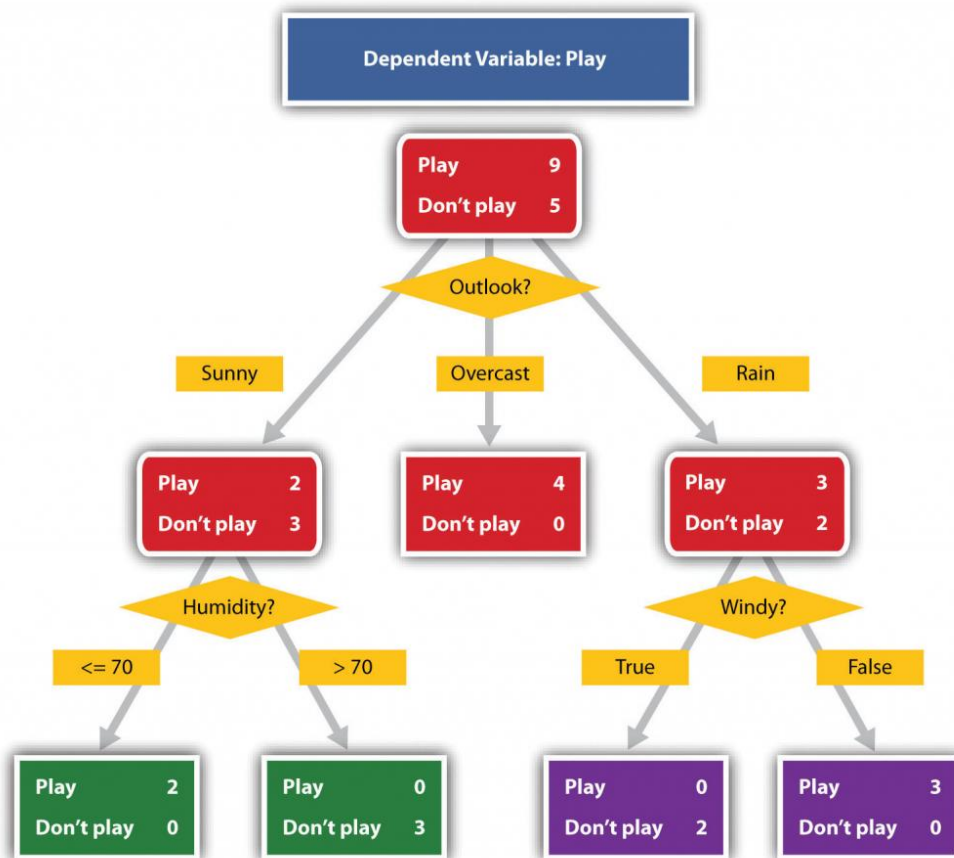 Dependent Variable: Play
Play 9
Don’t play 5
Outlook?
Sunny
Overcast
Rain
Play 2
Don’t play 3
Play 4
Don’t play 0
Play 3
Don’t play 2
Humidity?
Windy?
<= 70
> 70
True
False
Play 2
Don’t play 0
Play 0
Don’t play 3
Play 0
Don’t play 2
Play 3
Don’t play 0